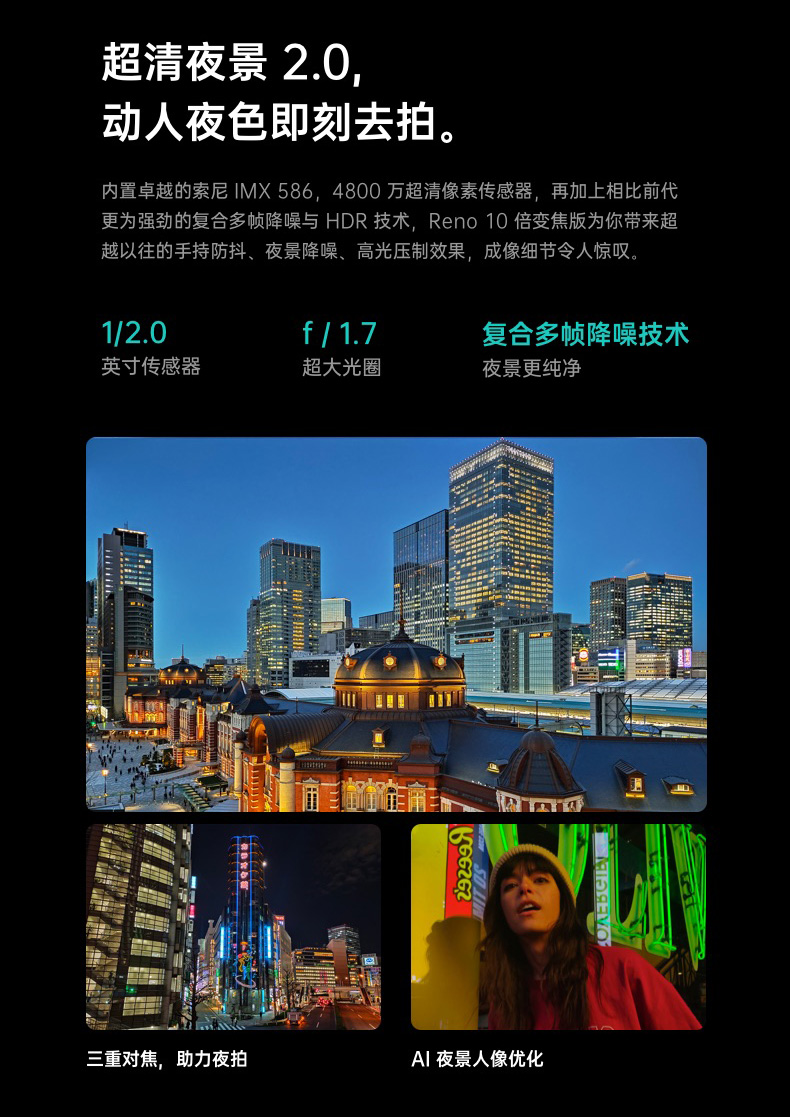 超清夜景 2.0,
动人夜色即刻去拍。
内置卓越的索尼 IMX 586，4800 万超清像素传感器，再加上相比前代
更为强劲的复合多帧降噪与 HDR 技术，Reno 10 倍变焦版为你带来超
越以往的手持防抖、夜景降噪、高光压制效果，成像细节令人惊叹。
1/2.0
英寸传感器
f / 1.7
超大光圈
复合多帧降噪技术
夜景更纯净
カラオケ館
Reese's
COVERGIRL
三重对焦，助力夜拍
AI 夜景人像优化